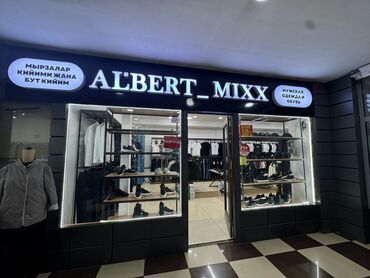 МЫРЗАЛАР
КИЙИМИ ЖАНА
БУТ КИЙИМ
ALBERT_MIXX
МУЖСКАЯ
ОДЕЖДА И
ОБУВЬ